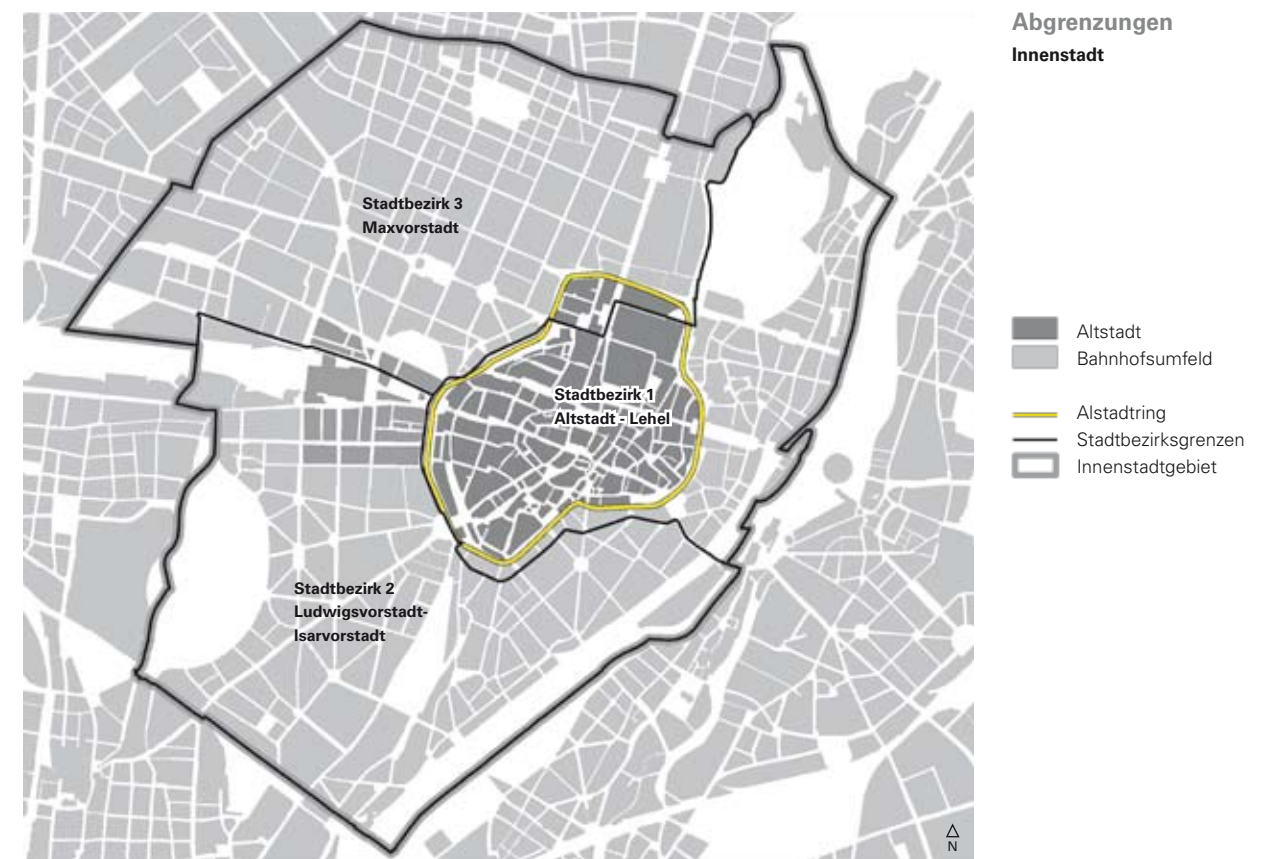 Abgrenzungen
Innenstadt
Stadtbezirk 3
Maxvorstadt
Altstadt
Bahnhofsumfeld
Stadtbezirk 1
Altstadt - Lehel
Alstadtring
Stadtbezirksgrenzen
Innenstadtgebiet
Stadtbezirk 2
Ludwigsvorstadt-
Isarvorstadt
N